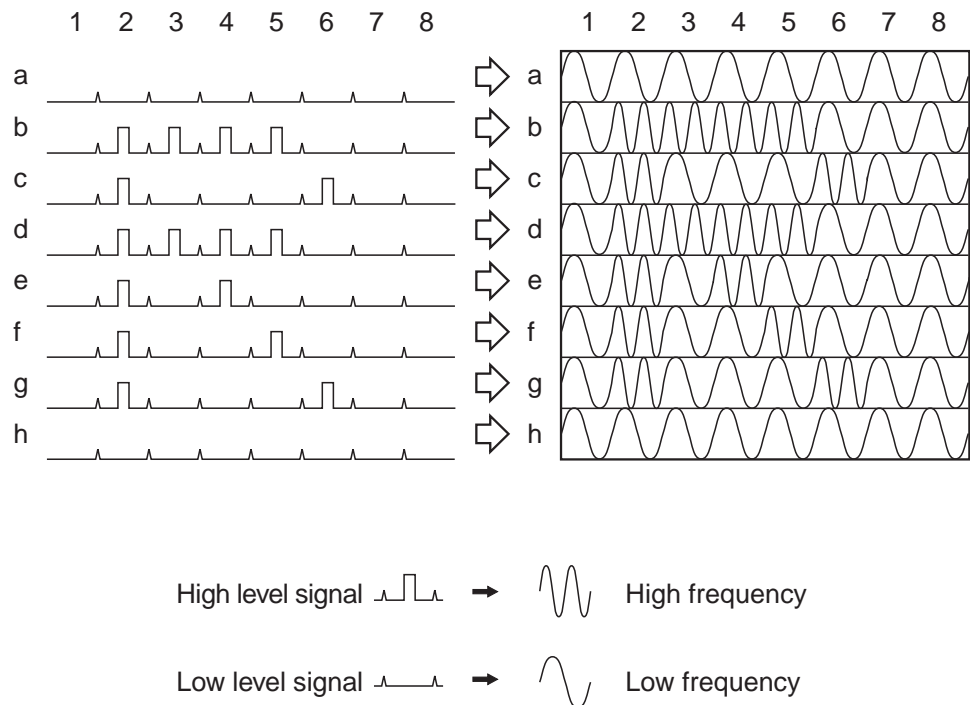 1 2 3 4 5 6 7 8 1 2 3 4 5 6 7 8
a a
b b
c c
d d
e e
f f
g g
h h
High level signal High frequency
Low level signal Low frequency